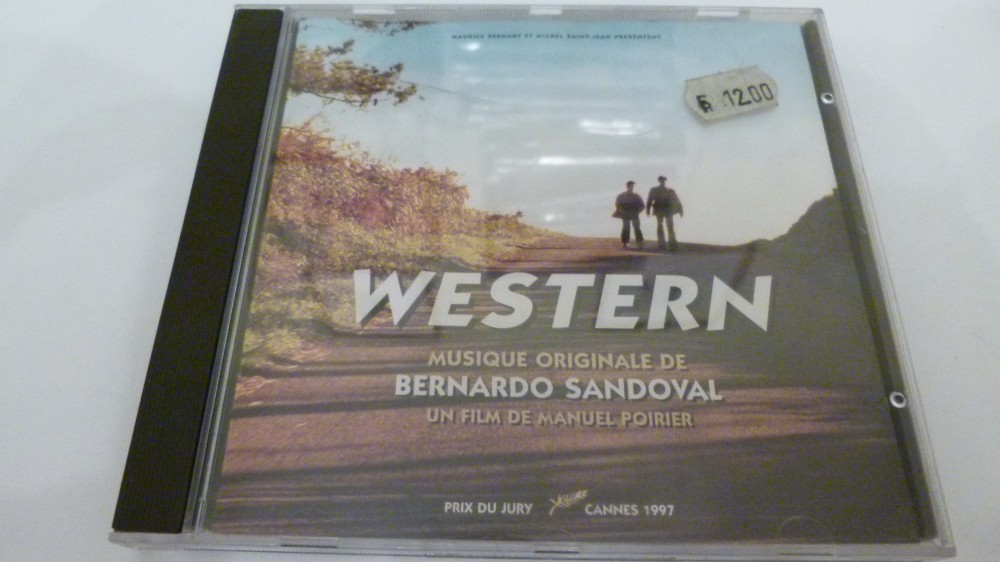 MAURICE BERNART ET MICHEL SAINT-JEAN PRÉSENTENT
12.00
WESTERN
MUSIQUE ORIGINALE DE
BERNARDO SANDOVAL
UN FILM DE MANUEL POIRIER
PRIX DU JURY CANNES 1997